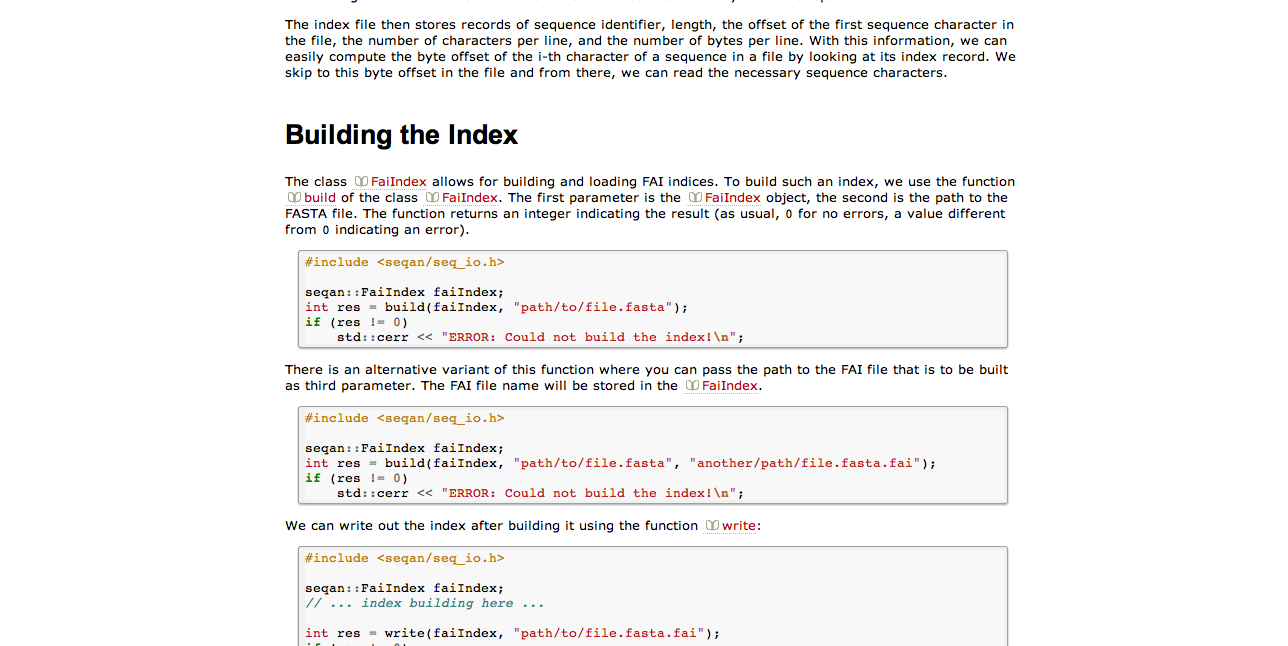 The index file then stores records of sequence identifier, length, the offset of the first sequence character in
the file, the number of characters per line, and the number of bytes per line. With this information, we can
easily compute the byte offset of the i-th character of a sequence in a file by looking at its index record. We
skip to this byte offset in the file and from there, we can read the necessary sequence characters.
Building the Index
The class FaiIndex allows for building and loading FAI indices. To build such an index, we use the function
build of the class FaiIndex. The first parameter is the FaiIndex object, the second is the path to the
FASTA file. The function returns an integer indicating the result (as usual, 0 for no errors, a value different
from 0 indicating an error).
#include <seqan/seq_io.h>
seqan::FaiIndex faiIndex;
int res = build(faiIndex, "path/to/file.fasta");
if (res != 0)
    std::cerr << "ERROR: Could not build the index!\n";
There is an alternative variant of this function where you can pass the path to the FAI file that is to be built
as third parameter. The FAI file name will be stored in the FaiIndex.
#include <seqan/seq_io.h>
seqan::FaiIndex faiIndex;
int res = build(faiIndex, "path/to/file.fasta", "another/path/file.fasta.fai");
if (res != 0)
    std::cerr << "ERROR: Could not build the index!\n";
We can write out the index after building it using the function write:
#include <seqan/seq_io.h>
seqan::FaiIndex faiIndex;
// ... index building here ...
int res = write(faiIndex, "path/to/file.fasta.fai");